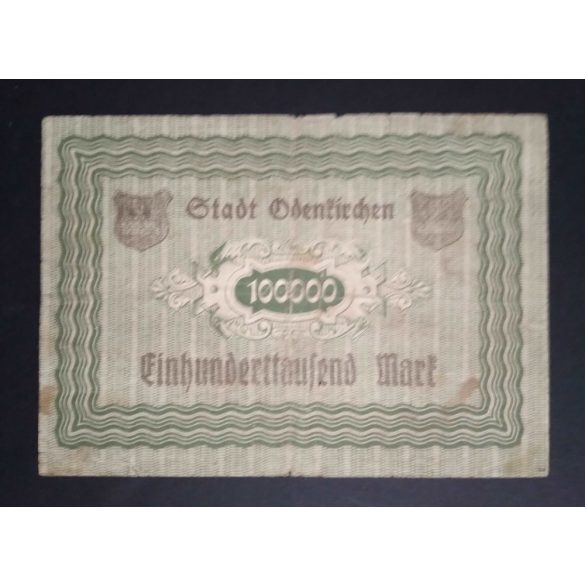 Stadt Odenkirchen
100000
Einhunderttausend Mark